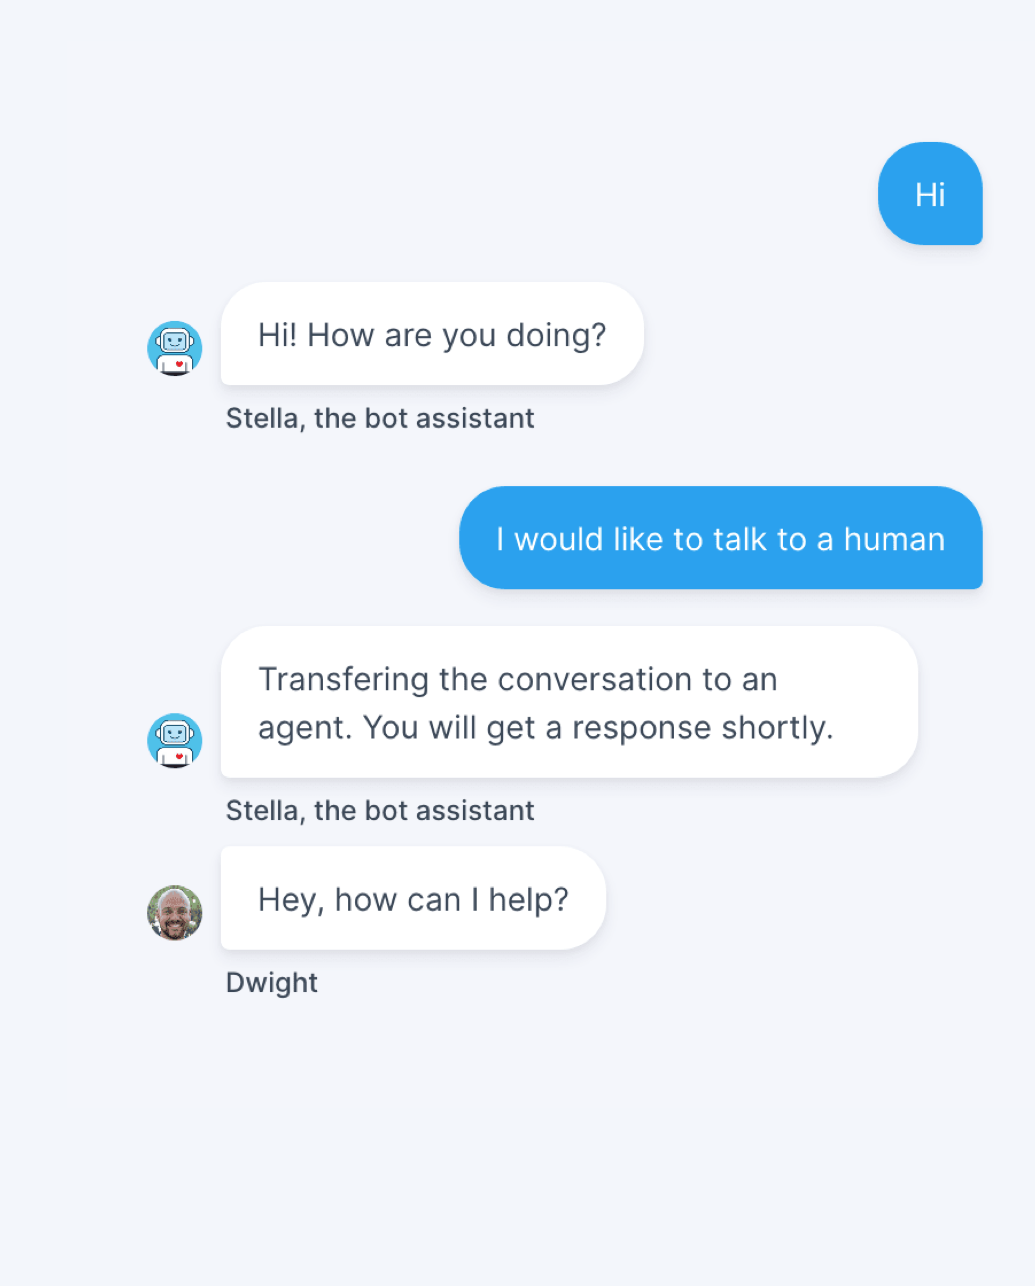 Hi
Hi! How are you doing?
Stella, the bot assistant
I would like to talk to a human
Transfering the conversation to an
agent. You will get a response shortly.
Stella, the bot assistant
Hey, how can I help?
Dwight